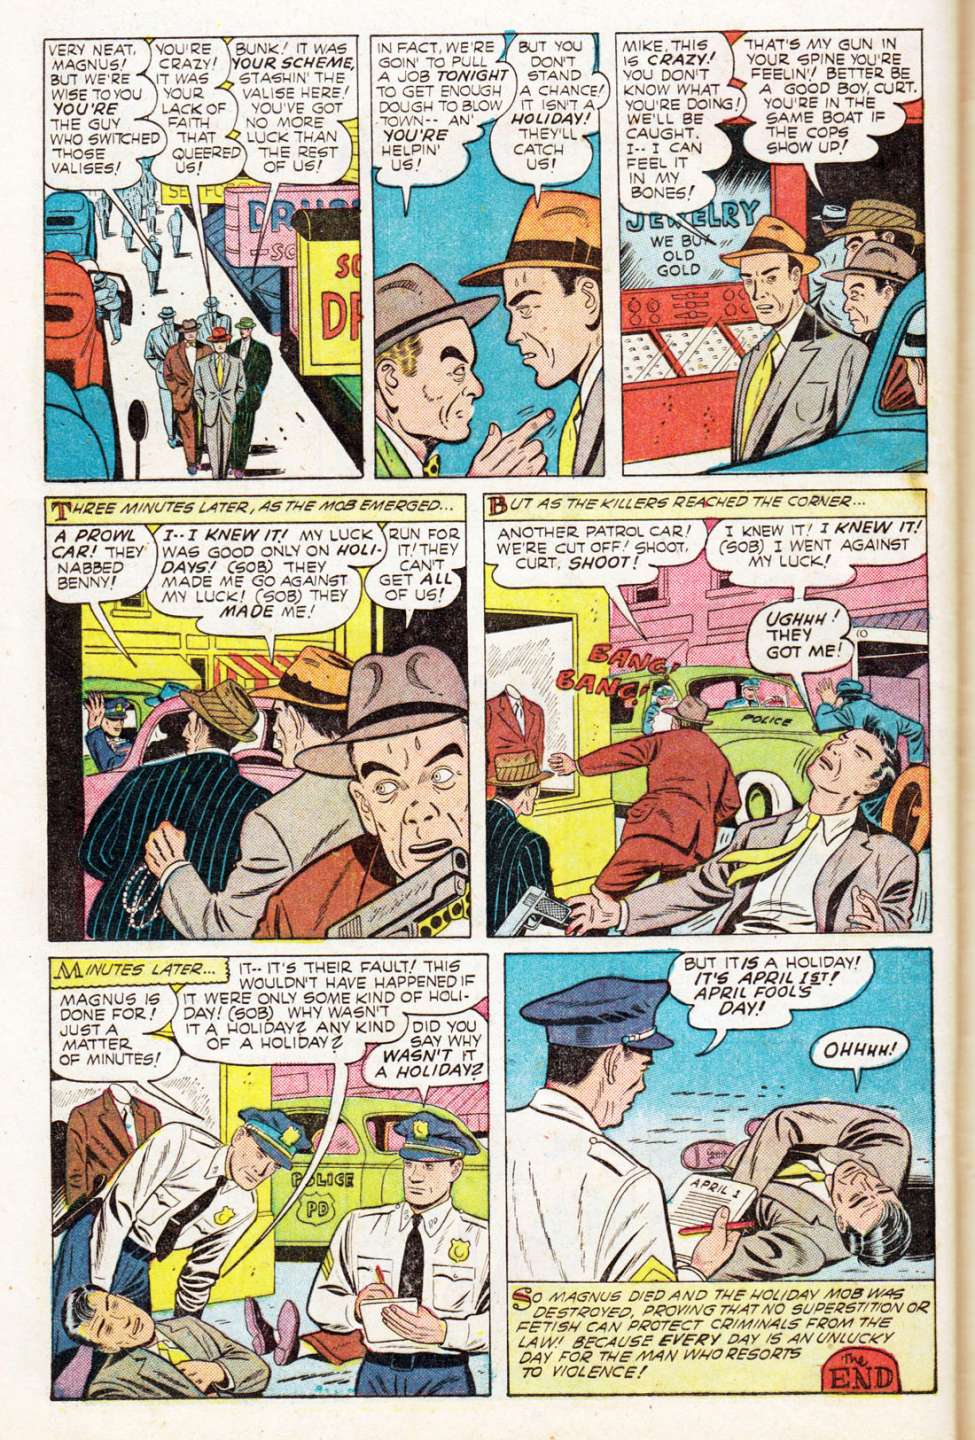 VERY NEAT,
MAGNUS!
BUT WE'RE
WISE TO YOU
YOU'RE
THE GUY
WHO SWITCHED
THOSE
VALISES!
YOU'RE
CRAZY!
IT WAS
YOUR
LACK OF
FAITH
THAT
QUEERED
US!
BUNK! IT WAS
YOUR SCHEME,
STASHIN' THE
VALISE HERE!
YOU'VE GOT
NO MORE
LUCK THAN
THE REST
OF US!
IN FACT, WE'RE
GOIN' TO PULL
A JOB TONIGHT
TO GET ENOUGH
DOUGH TO BLOW
TOWN-- AN'
YOU'RE
HELPIN'
US!
BUT YOU
DON'T
STAND
A CHANCE!
IT ISN'T A
HOLIDAY!
THEY'LL
CATCH
US!
MIKE, THIS
IS CRAZY!
YOU DON'T
KNOW WHAT
YOU'RE DOING!
WE'LL BE
CAUGHT.
I-- I CAN
FEEL IT
IN MY
BONES!
THAT'S MY GUN IN
YOUR SPINE YOU'RE
FEELIN'! BETTER BE
A GOOD BOY, CURT.
YOU'RE IN THE
SAME BOAT IF
THE COPS
SHOW UP!
JEWELRY
WE BUY
OLD
GOLD
THREE MINUTES LATER, AS THE MOB EMERGED...
A PROWL
CAR! THEY
NABBED
BENNY!
I-- I KNEW IT! MY LUCK
WAS GOOD ONLY ON HOLI-
DAYS! (SOB) THEY
MADE ME GO AGAINST
MY LUCK! (SOB) THEY
MADE ME!
RUN FOR
IT! THEY
CAN'T
GET ALL
OF US!
BUT AS THE KILLERS REACHED THE CORNER...
ANOTHER PATROL CAR!
WE'RE CUT OFF! SHOOT,
CURT, SHOOT!
I KNEW IT! I KNEW IT!
(SOB) I WENT AGAINST
MY LUCK!
UGHHH!
THEY
GOT ME!
10
BANG!
BANG!
POLICE
MINUTES LATER...
MAGNUS IS
DONE FOR!
JUST A
MATTER
OF MINUTES!
IT-- IT'S THEIR FAULT! THIS
WOULDN'T HAVE HAPPENED IF
IT WERE ONLY SOME KIND OF HOLI-
DAY! (SOB) WHY WASN'T
IT A HOLIDAY? ANY KIND
OF A HOLIDAY?
DID YOU
SAY WHY
WASN'T IT
A HOLIDAY?
POLICE
PD
BUT IT IS A HOLIDAY!
IT'S APRIL 1ST!
APRIL FOOL'S
DAY!
OHHHH!
APRIL 1
SO MAGNUS DIED AND THE HOLIDAY MOB WAS
DESTROYED, PROVING THAT NO SUPERSTITION OR
FETISH CAN PROTECT CRIMINALS FROM THE
LAW! BECAUSE EVERY DAY IS AN UNLUCKY
DAY FOR THE MAN WHO RESORTS
TO VIOLENCE!
The
END